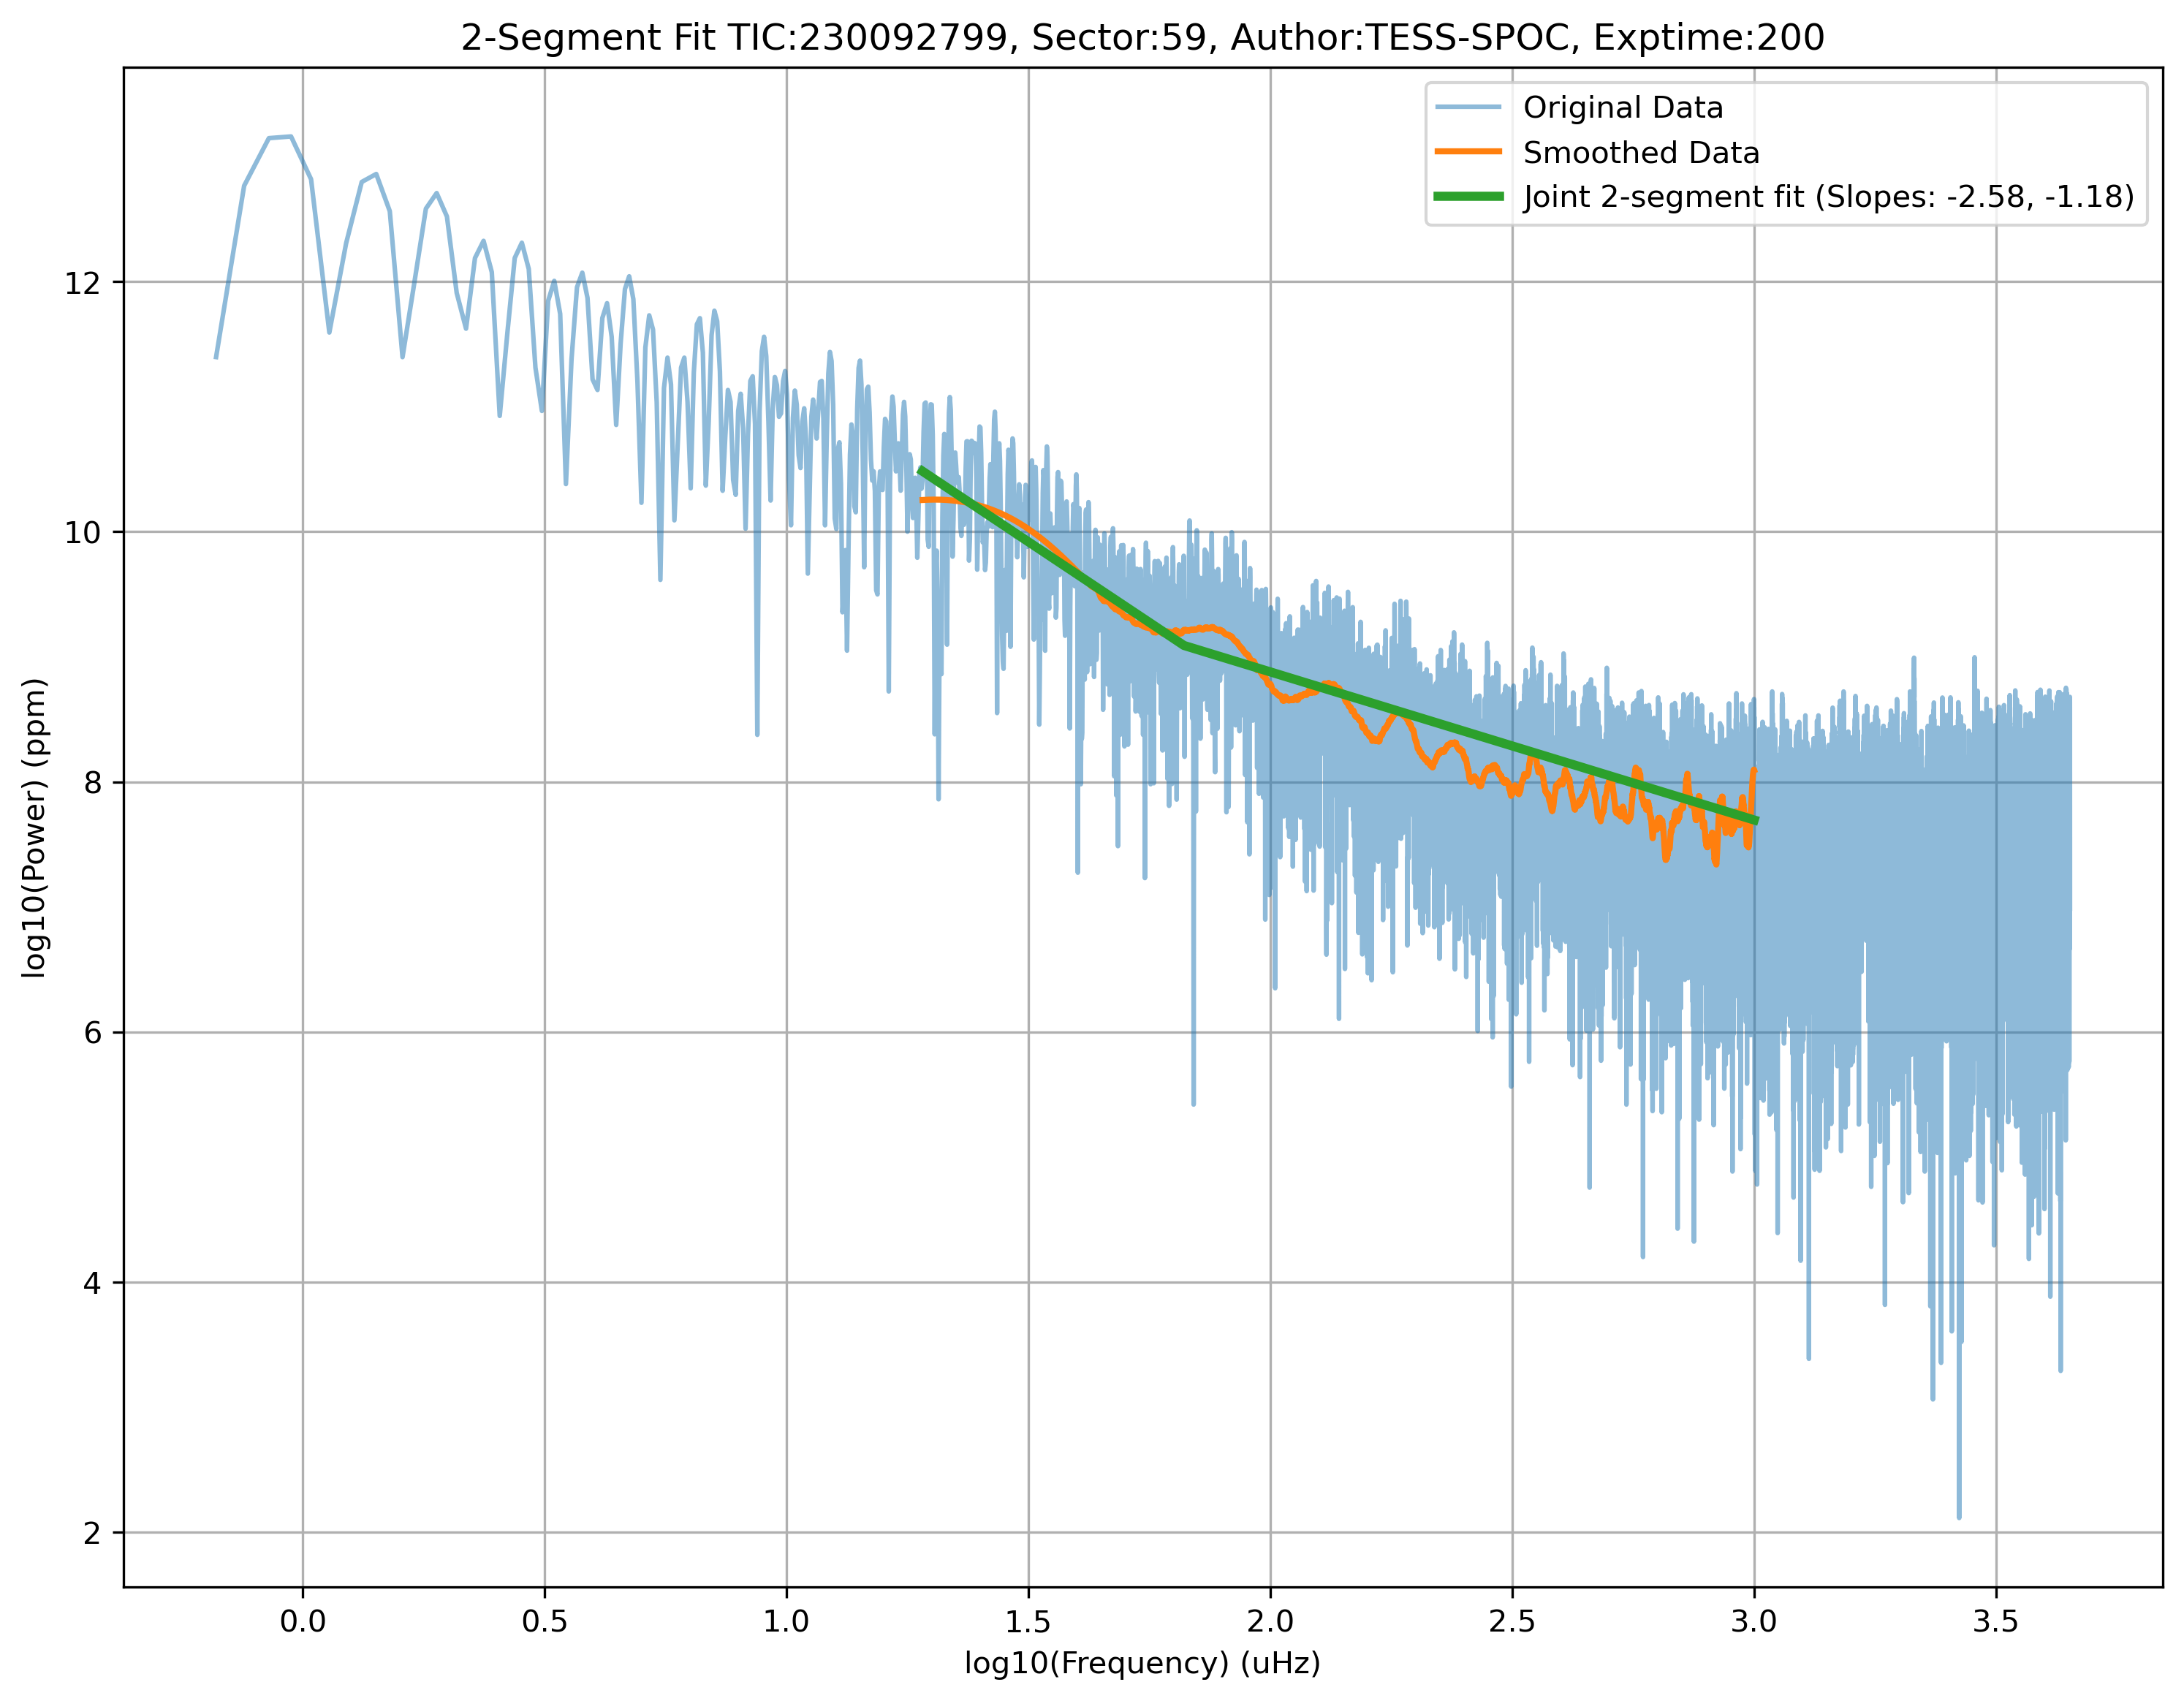 2-Segment Fit TIC:230092799, Sector:59, Author:TESS-SPOC, Exptime:200
Original Data
Smoothed Data
Joint 2-segment fit (Slopes: -2.58, -1.18)
log10(Power) (ppm)
12
10
8
6
4
2
0.0 0.5 1.0 1.5 2.0 2.5 3.0 3.5
log10(Frequency) (uHz)